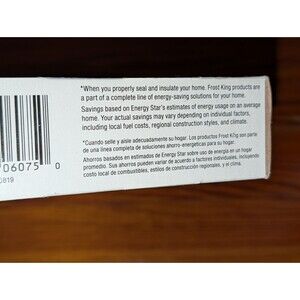 *When you properly seal and insulate your home. Frost King products are
a part of a complete line of energy-saving solutions for your home.
Savings based on Energy Star's estimates of energy usage on an average
home. Your actual savings may vary depending on individual factors,
including local fuel costs, regional construction styles, and climate.
*Cuando selle y aisle adecuadamente su hogar. Los productos Frost King son parte
de una línea completa de soluciones ahorro-energéticas para su hogar.
Ahorros basados en estimados de Energy Star sobre uso de energía en un hogar
promedio. Sus ahorros pueden variar de acuerdo a factores individuales, incluyendo
costo local de combustibles, estilos de construcción regionales, y el clima.
06075 0
0819